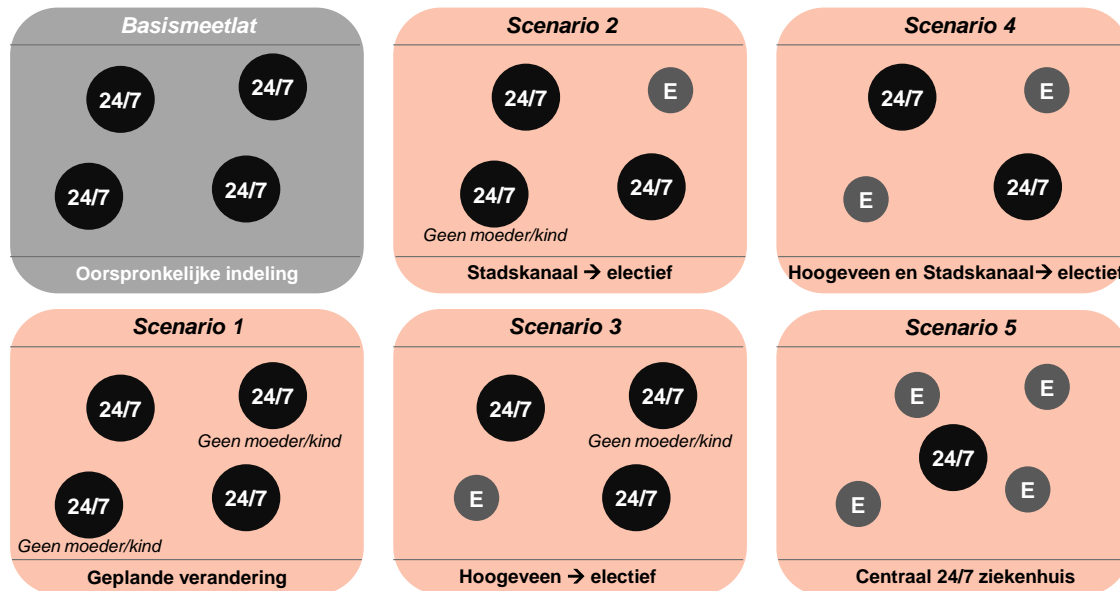 Basismeetlat
24/7
24/7
24/7
24/7
Oorspronkelijke indeling
Scenario 2
24/7
E
24/7
24/7
Geen moeder/kind
Stadskanaal → electief
Scenario 4
24/7
E
E
24/7
Hoogeveen en Stadskanaal → electief
Scenario 1
24/7
24/7
Geen moeder/kind
24/7
24/7
Geen moeder/kind
Geplande verandering
Scenario 3
24/7
24/7
Geen moeder/kind
E
24/7
Hoogeveen → electief
Scenario 5
E
E
24/7
E
E
Centraal 24/7 ziekenhuis